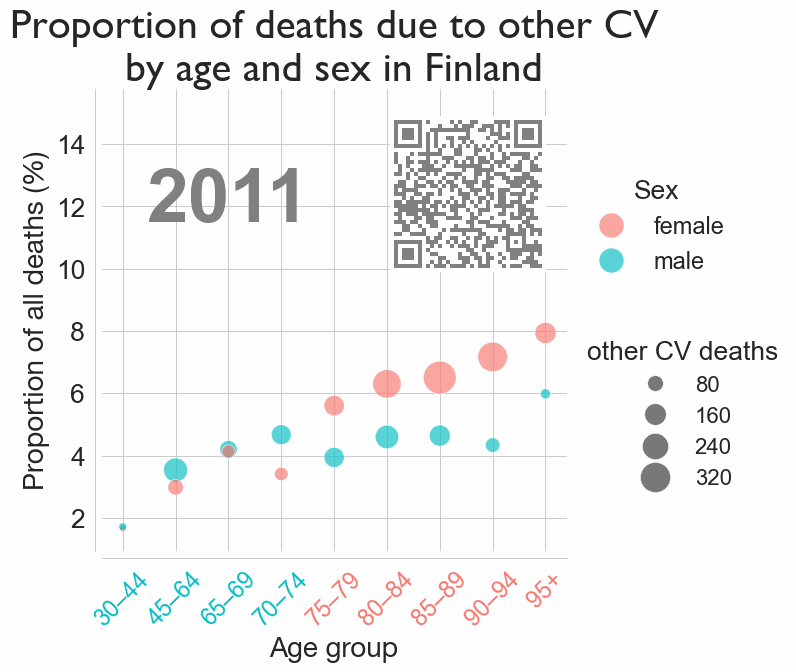 Proportion of deaths due to other CV
by age and sex in Finland
2011
Proportion of all deaths (%)
14
12
10
8
6
4
2
30–44
45–64
65–69
70–74
75–79
80–84
85–89
90–94
95+
Age group
Sex
female
male
other CV deaths
80
160
240
320